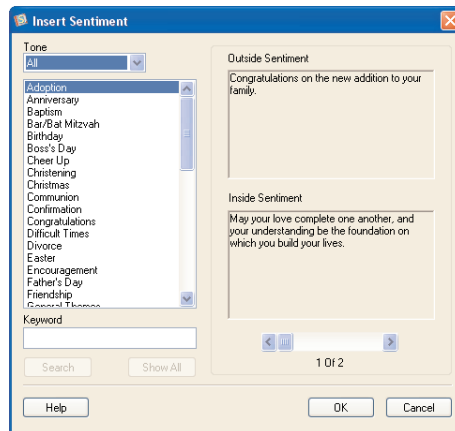 Insert Sentiment
Tone
All
Adoption
Anniversary
Baptism
Bar/Bat Mitzvah
Birthday
Boss's Day
Cheer Up
Christening
Christmas
Communion
Confirmation
Congratulations
Difficult Times
Divorce
Easter
Encouragement
Father's Day
Friendship
General Themes
Keyword
Search
Show All
Outside Sentiment
Congratulations on the new addition to your
family.
Inside Sentiment
May your love complete one another, and
your understanding be the foundation on
which you build your lives.
1 Of 2
Help
OK
Cancel